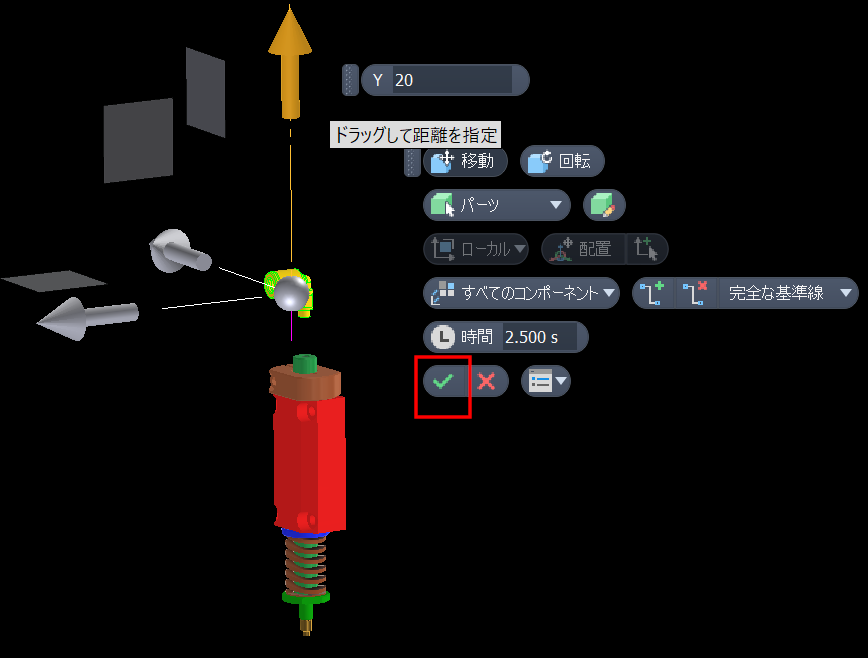 Y 20
ドラッグして距離を指定
移動 回転
パーツ
ローカル 配置
すべてのコンポーネント 完全な基準線
時間 2.500 s